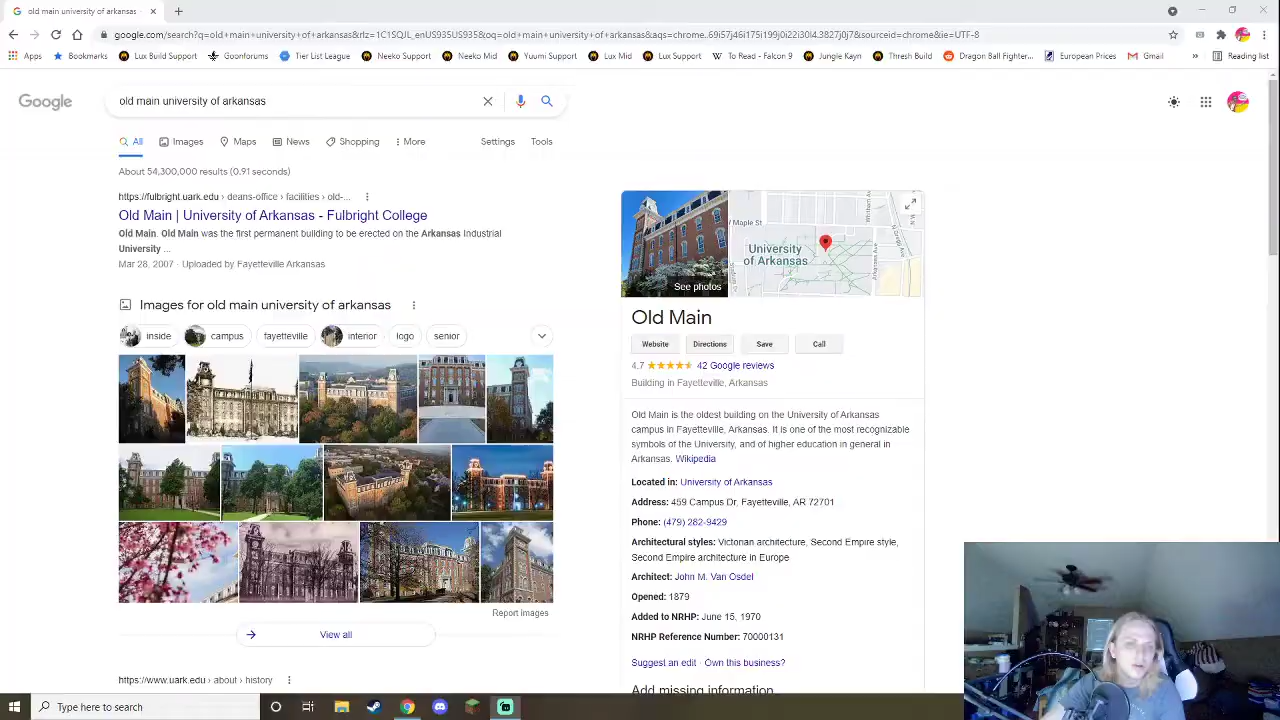 old main university of arkansas
google.com/search?q=old+main+university+of+arkansas&rlz=1C1SQJL_enUS935US935&oq=old+main+university+of+arkansas&aqs=chrome..69i57j46i175i199j0i22i30l4.3827j0j7&sourceid=chrome&ie=UTF-8
Apps
Bookmarks
Lux Build Support
Goonforums
Tier List League
Neeko Support
Neeko Mid
Yuumi Support
Lux Mid
Lux Support
To Read - Falcon 9
Jungle Kayn
Thresh Build
Dragon Ball Fighter...
European Prices
Gmail
»
Reading list
Google
old main university of arkansas
All
Images
Maps
News
Shopping
More
Settings
Tools
About 54,300,000 results (0.91 seconds)
https://fulbright.uark.edu › deans-office › facilities › old-...
Old Main | University of Arkansas - Fulbright College
Old Main. Old Main was the first permanent building to be erected on the Arkansas Industrial
University ...
Mar 28, 2007 · Uploaded by Fayetteville Arkansas
Images for old main university of arkansas
inside
campus
fayetteville
interior
logo
senior
Report images
View all
https://www.uark.edu › about › history
See photos
W Maple St
University
of Arkansas
Arkansas Ave
Old Main
Website
Directions
Save
Call
4.7
42 Google reviews
Building in Fayetteville, Arkansas
Old Main is the oldest building on the University of Arkansas
campus in Fayetteville, Arkansas. It is one of the most recognizable
symbols of the University, and of higher education in general in
Arkansas. Wikipedia
Located in: University of Arkansas
Address: 459 Campus Dr, Fayetteville, AR 72701
Phone: (479) 282-9429
Architectural styles: Victorian architecture, Second Empire style,
Second Empire architecture in Europe
Architect: John M. Van Osdel
Opened: 1879
Added to NRHP: June 15, 1970
NRHP Reference Number: 70000131
Suggest an edit · Own this business?
Add missing information
Type here to search